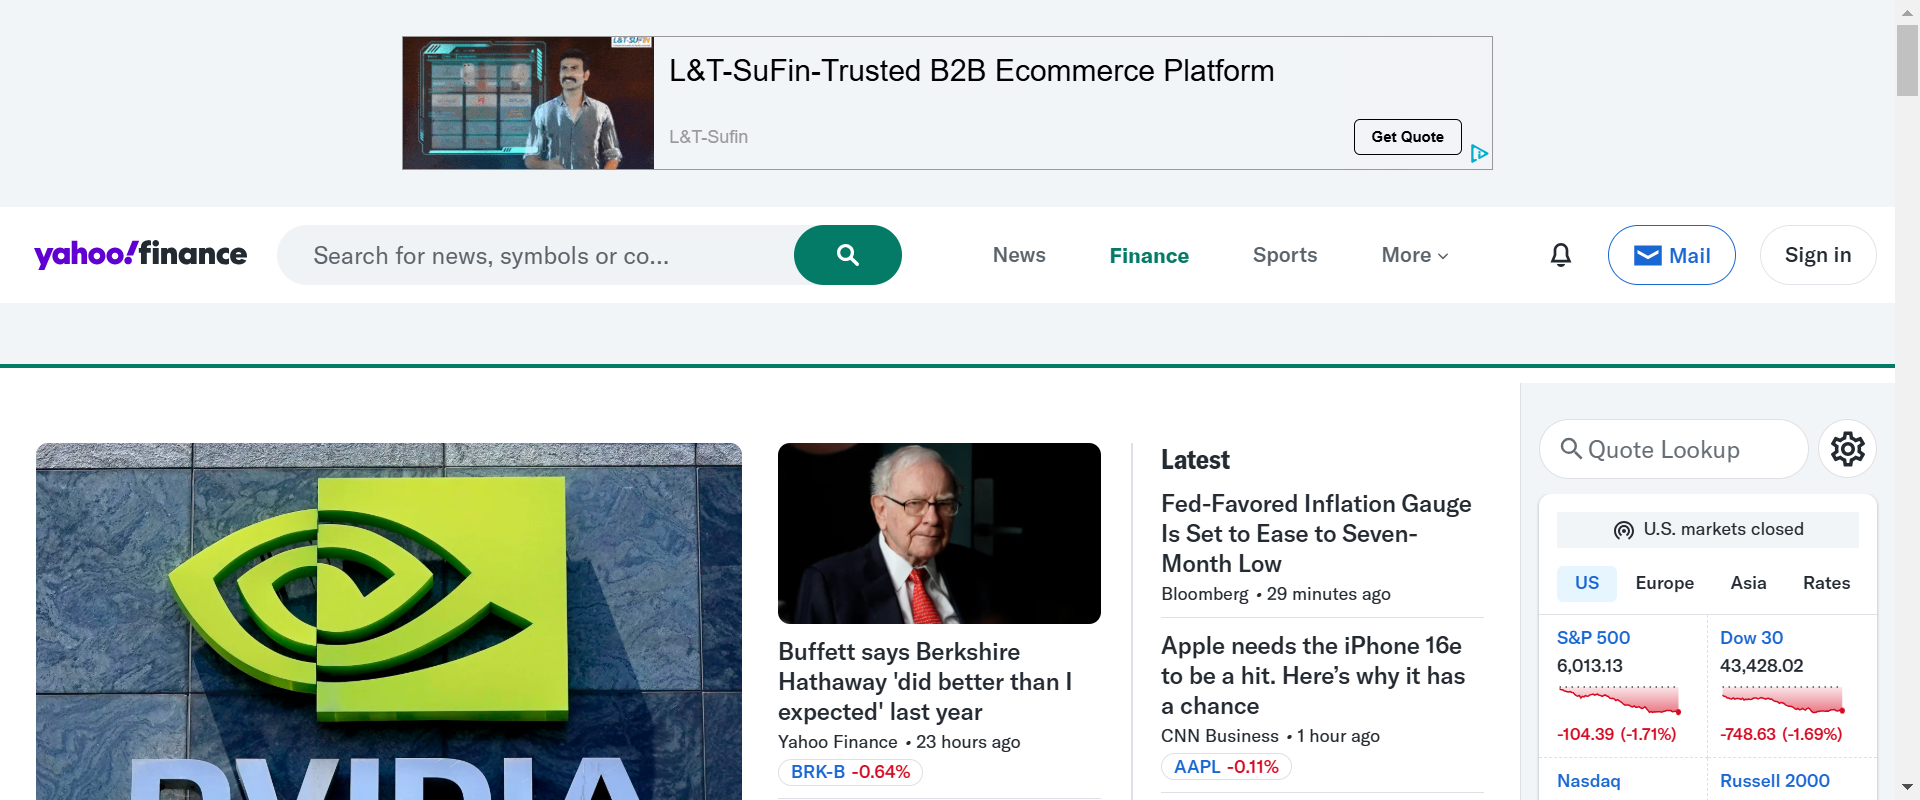 L&T-SuFin-Trusted B2B Ecommerce Platform
L&T-Sufin
Get Quote
yahoo!finance
Search for news, symbols or co...
News
Finance
Sports
More
Mail
Sign in
NVIDIA
Buffett says Berkshire
Hathaway 'did better than I
expected' last year
Yahoo Finance • 23 hours ago
BRK-B -0.64%
Latest
Fed-Favored Inflation Gauge
Is Set to Ease to Seven-
Month Low
Bloomberg • 29 minutes ago
Apple needs the iPhone 16e
to be a hit. Here’s why it has
a chance
CNN Business • 1 hour ago
AAPL -0.11%
Quote Lookup
U.S. markets closed
US Europe Asia Rates
S&P 500
6,013.13
-104.39 (-1.71%)
Dow 30
43,428.02
-748.63 (-1.69%)
Nasdaq
Russell 2000